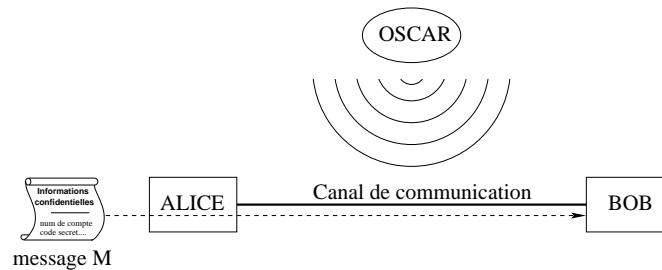 OSCAR
Informations
confidentielles
num de compte
code secret....
message M
ALICE
Canal de communication
BOB